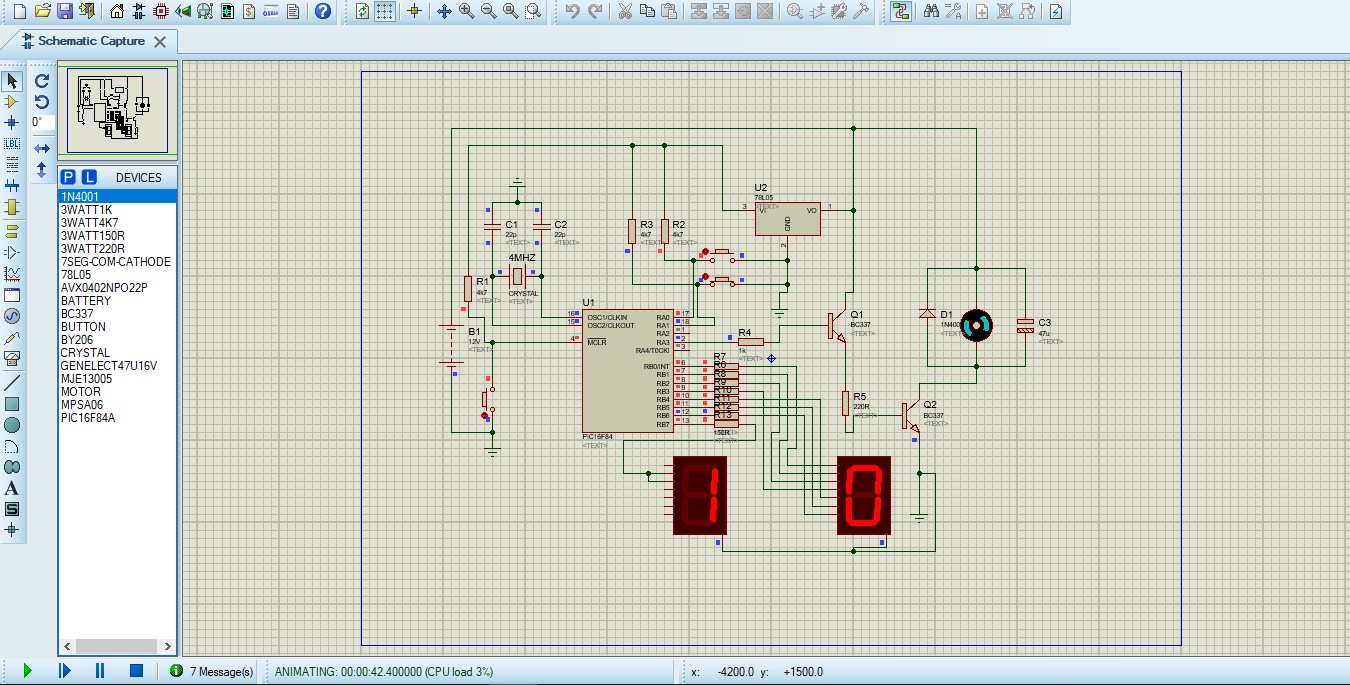 Schematic Capture
0°
P L DEVICES
1N4001
3WATT1K
3WATT4K7
3WATT150R
3WATT220R
7SEG-COM-CATHODE
78L05
AVX0402NPO22P
BATTERY
BC337
BUTTON
BY206
CRYSTAL
GENELECT47U16V
MJE13005
MOTOR
MPSA06
PIC16F84A
LBL
A
S
C1
22p
<TEXT>
C2
22p
<TEXT>
4MHZ
CRYSTAL
<TEXT>
R1
4k7
<TEXT>
B1
12V
<TEXT>
R3
4k7
<TEXT>
R2
4k7
<TEXT>
U2
78L05
<TEXT>
3 VI VO 1
GND
2
U1
16 OSC1/CLKIN
15 OSC2/CLKOUT
4 MCLR
RA0 17
RA1 18
RA2 1
RA3 2
RA4/T0CKI 3
RB0/INT 6
RB1 7
RB2 8
RB3 9
RB4 10
RB5 11
RB6 12
RB7 13
PIC16F84
<TEXT>
R4
1k
<TEXT>
R7
R6
R8
R9
R10
R11
R12
R13
150R
<TEXT>
Q1
BC337
<TEXT>
R5
220R
<TEXT>
Q2
BC337
<TEXT>
D1
1N4001
<TEXT>
C3
47u
<TEXT>
1
0
7 Message(s)
ANIMATING: 00:00:42.400000 (CPU load 3%)
x: -4200.0 y: +1500.0